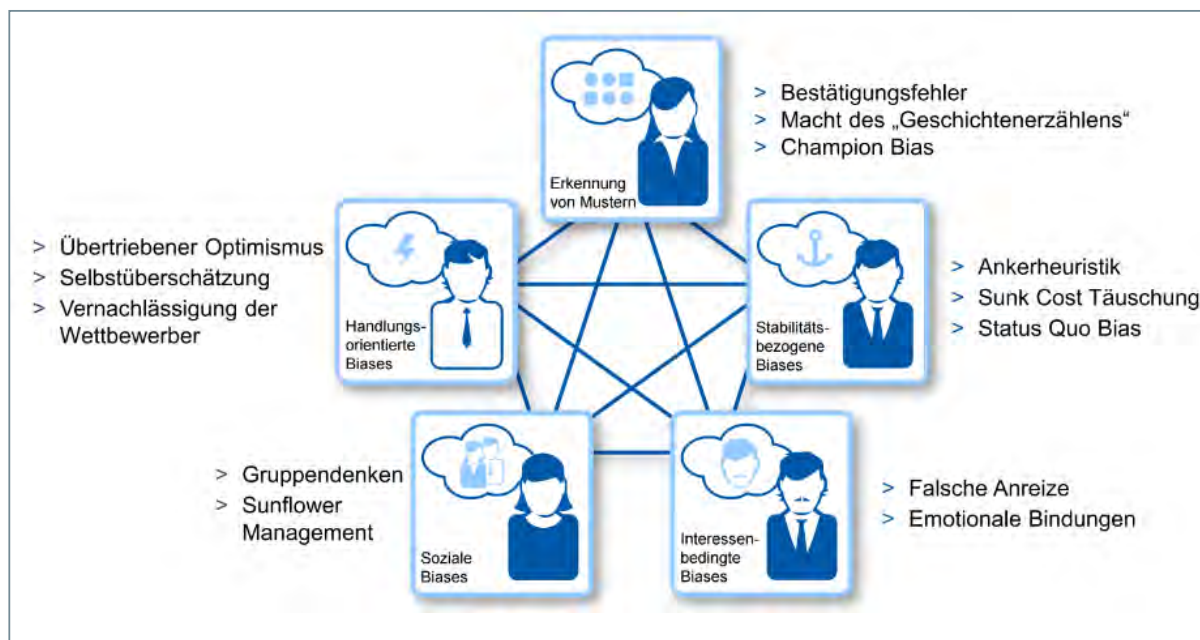 Erkennung
von Mustern
> Bestätigungsfehler
> Macht des „Geschichtenerzählens“
> Champion Bias
> Übertriebener Optimismus
> Selbstüberschätzung
> Vernachlässigung der
Wettbewerber
Handlungs-
orientierte
Biases
Stabilitäts-
bezogene
Biases
> Ankerheuristik
> Sunk Cost Täuschung
> Status Quo Bias
> Gruppendenken
> Sunflower
Management
Soziale
Biases
Interessen-
bedingte
Biases
> Falsche Anreize
> Emotionale Bindungen